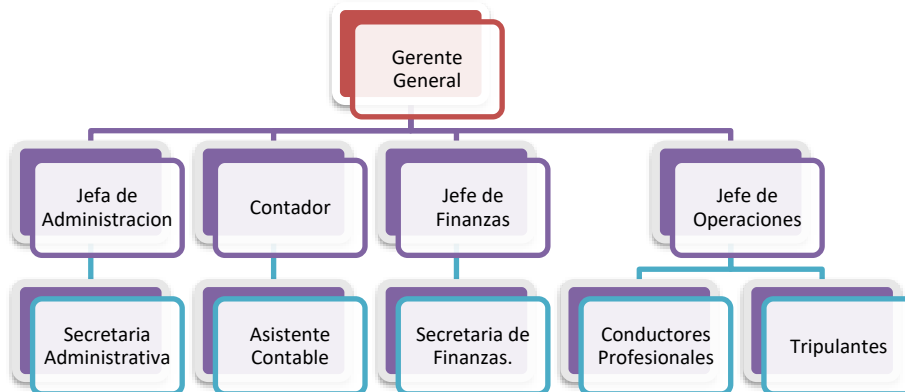 Gerente
General
Jefa de
Administracion
Contador
Jefe de
Finanzas
Jefe de
Operaciones
Secretaria
Administrativa
Asistente
Contable
Secretaria de
Finanzas.
Conductores
Profesionales
Tripulantes